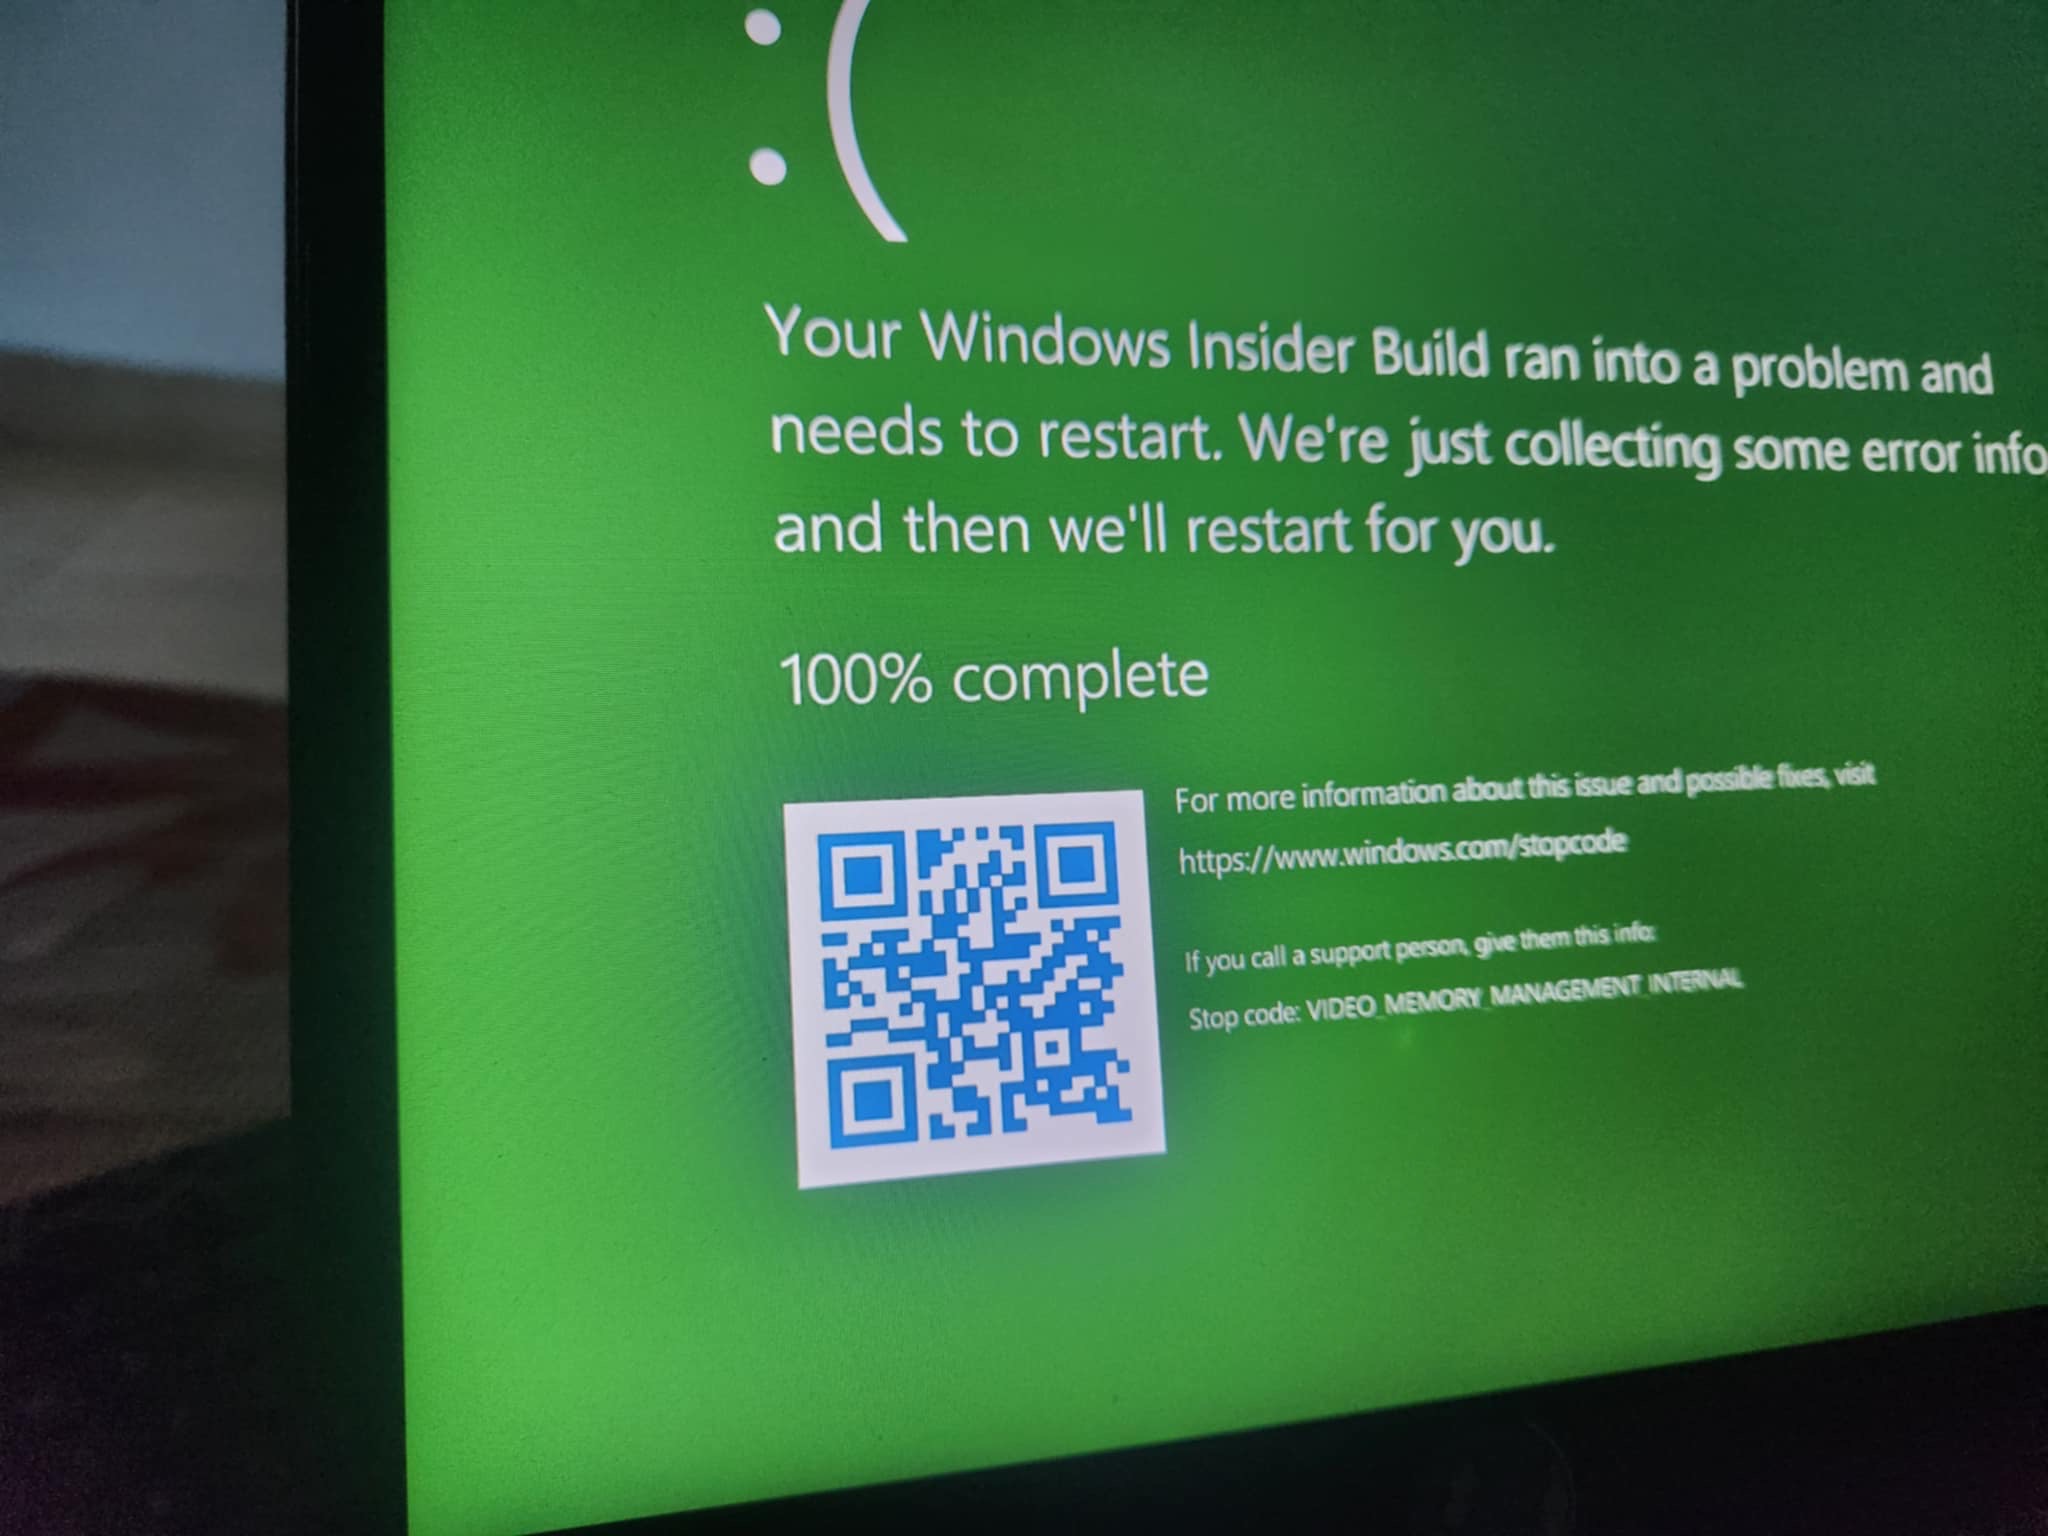 :(
Your Windows Insider Build ran into a problem and
needs to restart. We're just collecting some error info
and then we'll restart for you.
100% complete
For more information about this issue and possible fixes, visit
https://www.windows.com/stopcode
If you call a support person, give them this info:
Stop code: VIDEO_MEMORY_MANAGEMENT_INTERNAL